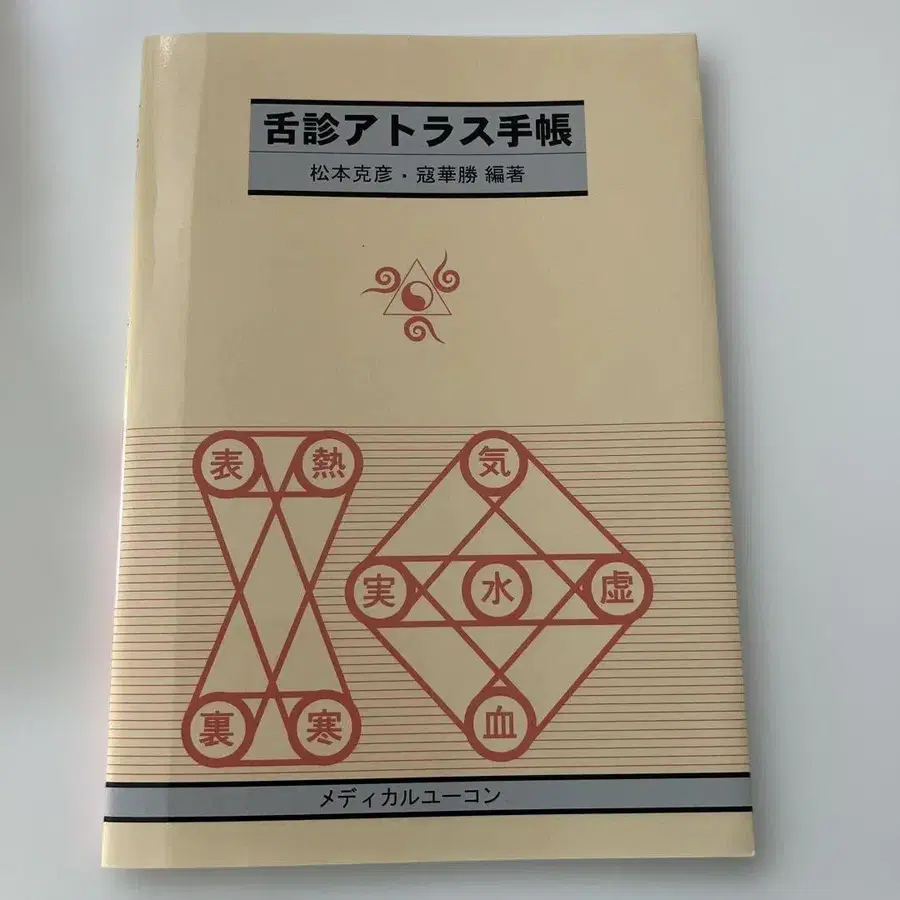 舌診アトラス手帳
松本克彦・寇華勝 編著
表 熱
気
実 水 虚
血
裏 寒
メディカルユーコン